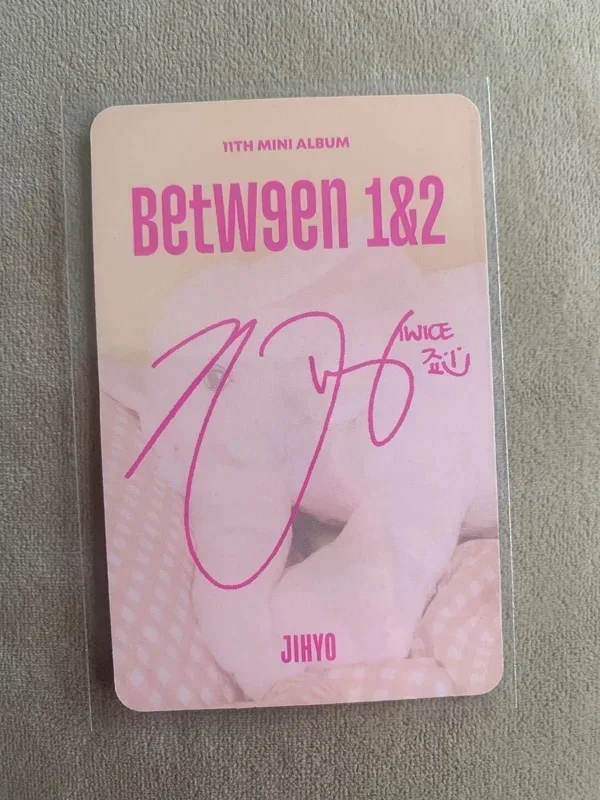 11TH MINI ALBUM
BetW9en 1&2
TWICE
JIHYO